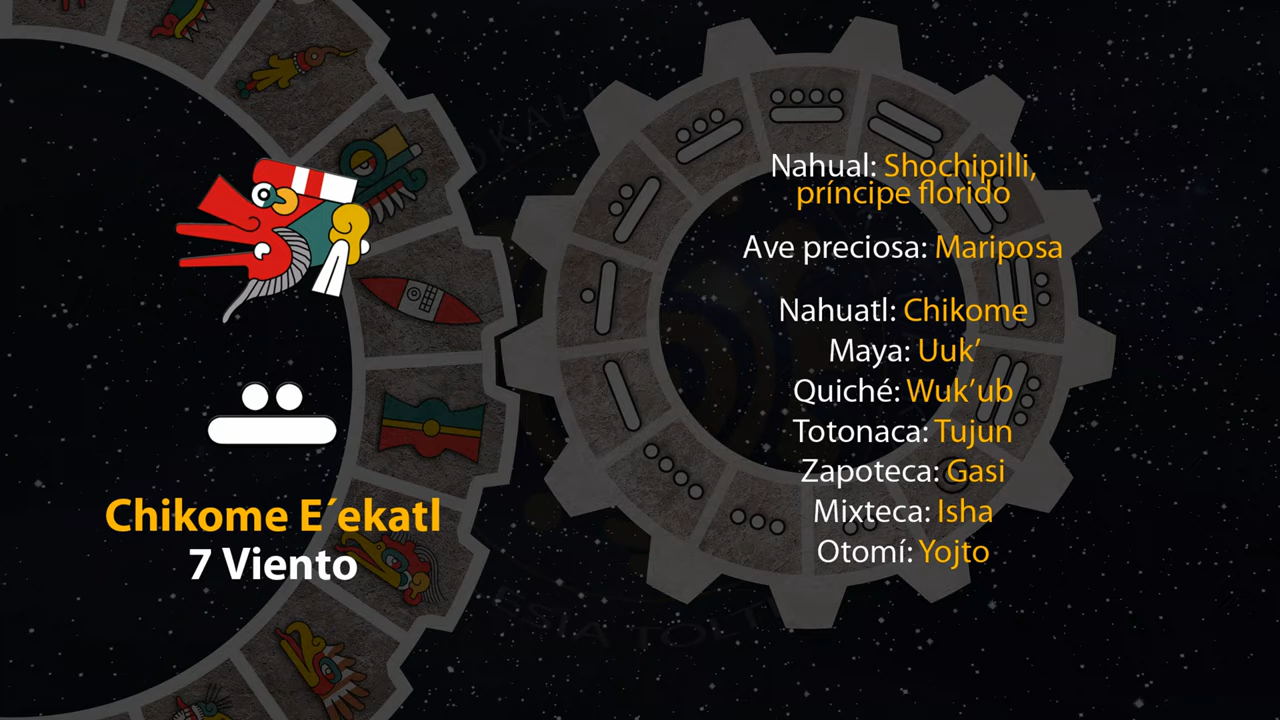 Chikome E´ekatl
7 Viento
Nahual: Shochipilli,
príncipe florido
Ave preciosa: Mariposa
Nahuatl: Chikome
Maya: Uuk’
Quiché: Wuk’ub
Totonaca: Tujun
Zapoteca: Gasi
Mixteca: Isha
Otomí: Yojto